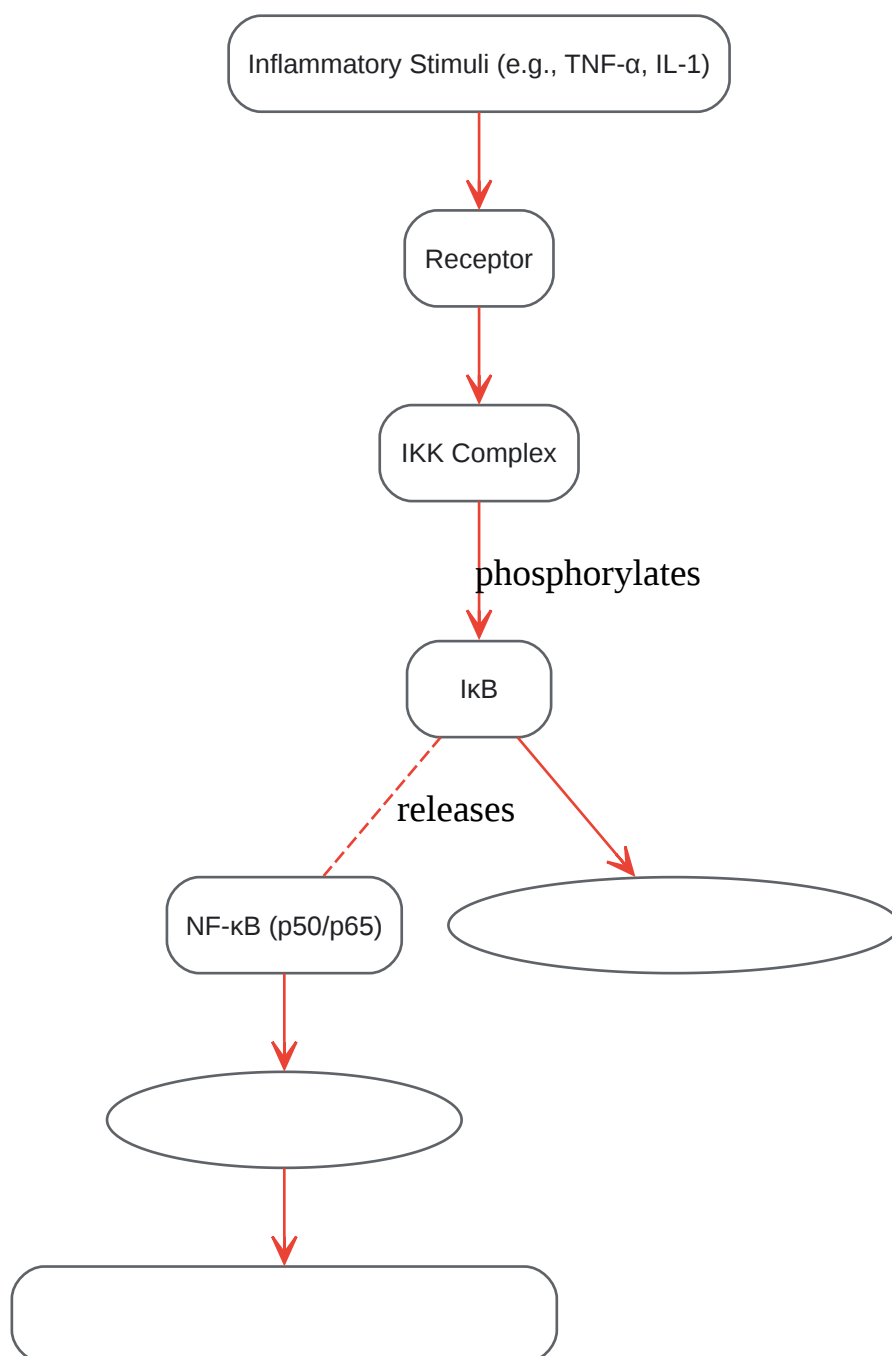 Inflammatory Stimuli (e.g., TNF-α, IL-1)
Receptor
IKK Complex
phosphorylates
IκB
releases
NF-κB (p50/p65)